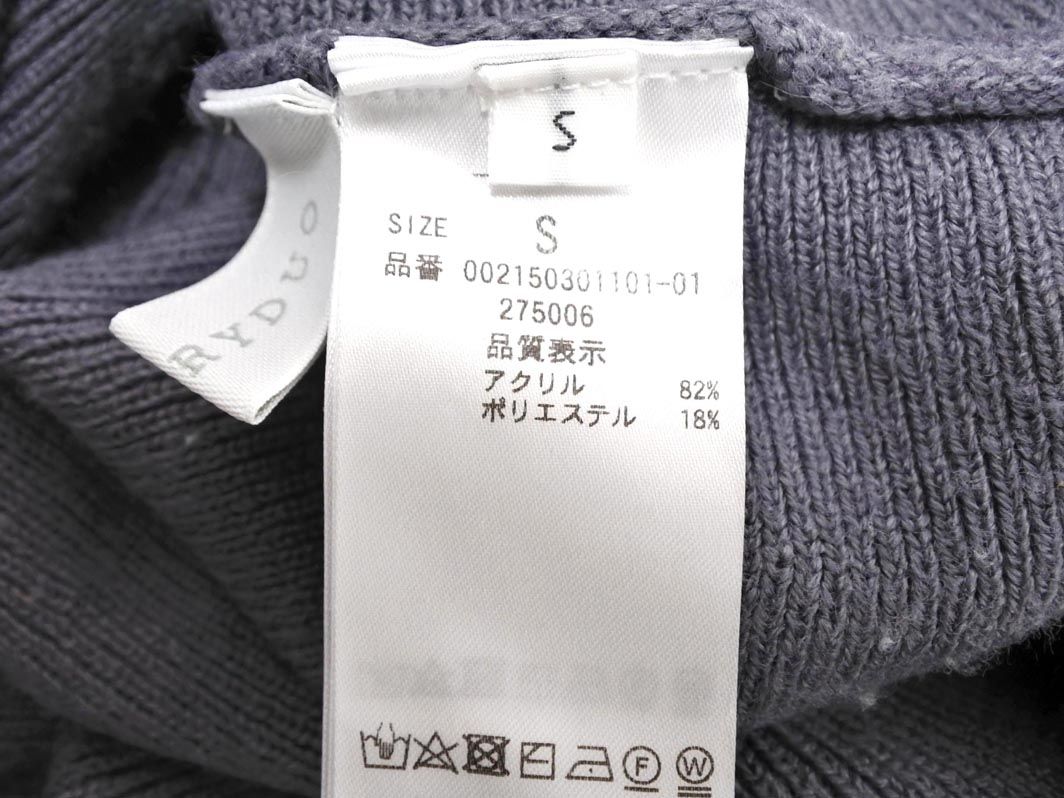 S
RYDUO
SIZE S
品番 002150301101-01
275006
品質表示
アクリル 82%
ポリエステル 18%
F W